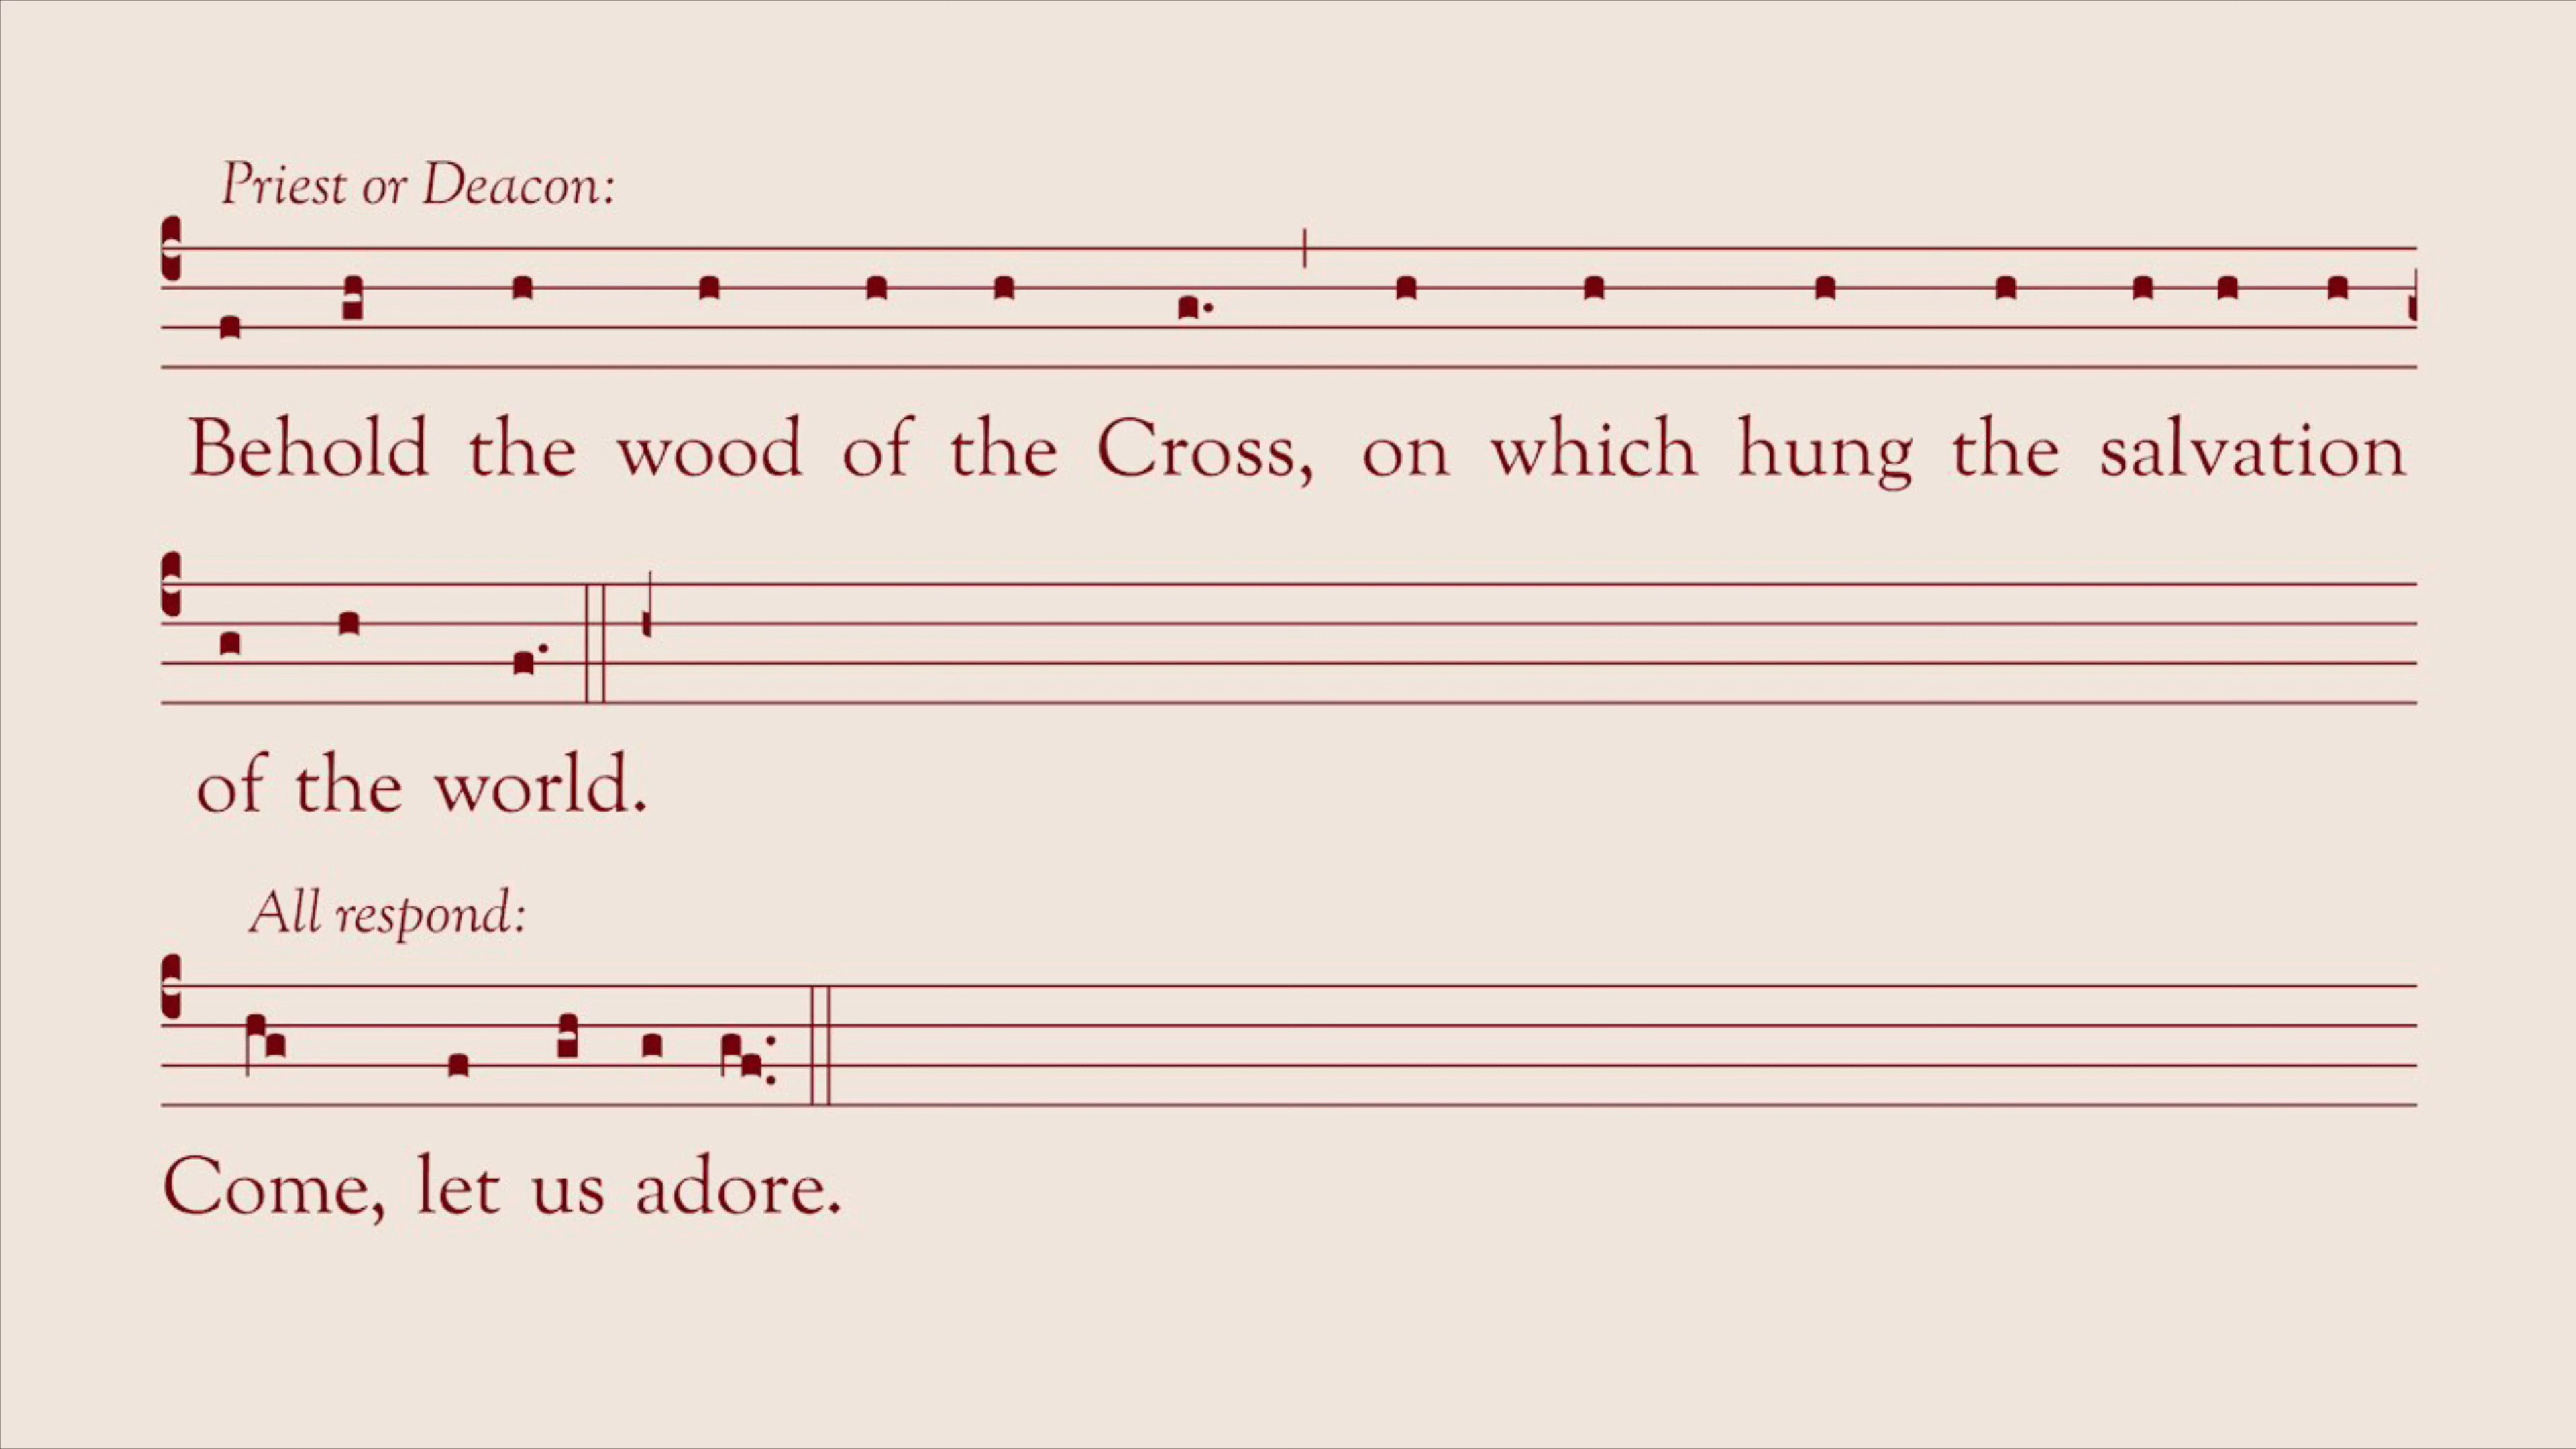 Priest or Deacon:
Behold the wood of the Cross, on which hung the salvation
of the world.
All respond:
Come, let us adore.